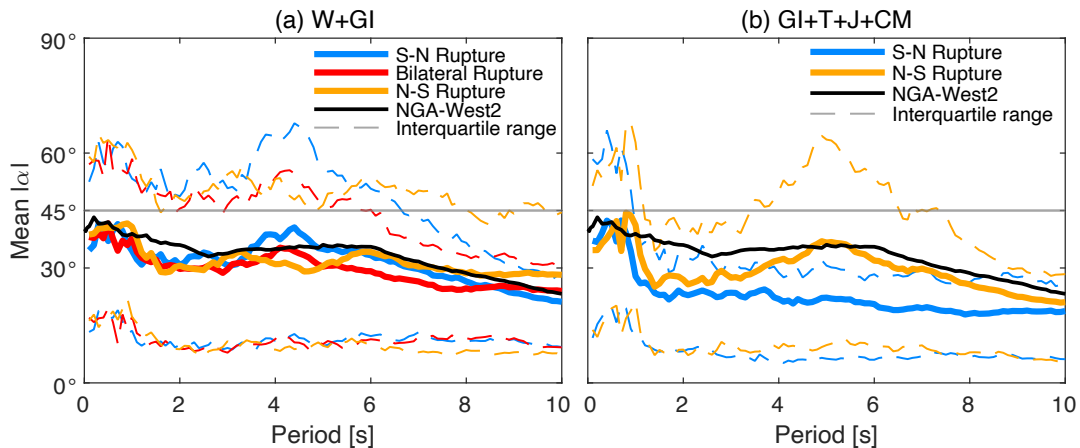 (a) W+GI
(b) GI+T+J+CM
Mean |α|
90°
60°
45°
30°
0°
S-N Rupture
Bilateral Rupture
N-S Rupture
NGA-West2
Interquartile range
0 2 4 6 8 10
Period [s]
S-N Rupture
N-S Rupture
NGA-West2
Interquartile range
0 2 4 6 8 10
Period [s]